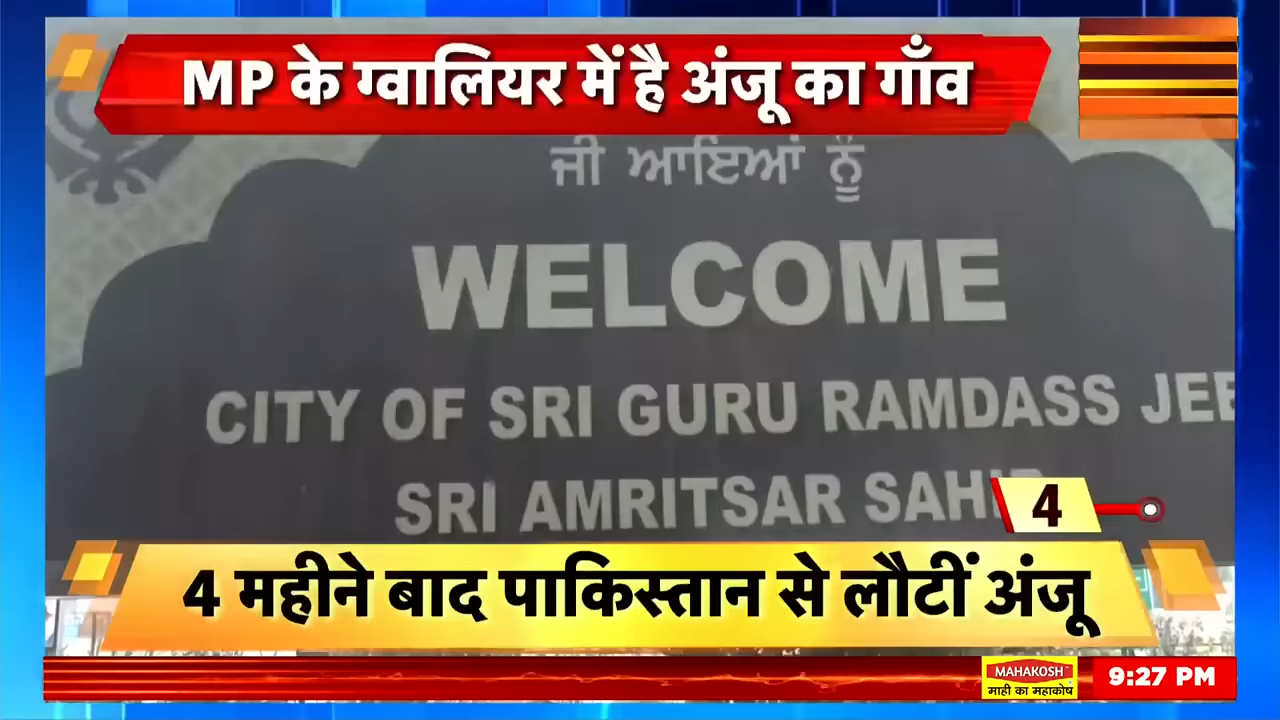 MP के ग्वालियर में है अंजू का गाँव
ਜੀ ਆਇਆਂ ਨੂੰ
WELCOME
CITY OF SRI GURU RAMDASS JEE
SRI AMRITSAR SAHIB
4
4 महीने बाद पाकिस्तान से लौटीं अंजू
MAHAKOSH
माही का महाकोष
9:27 PM